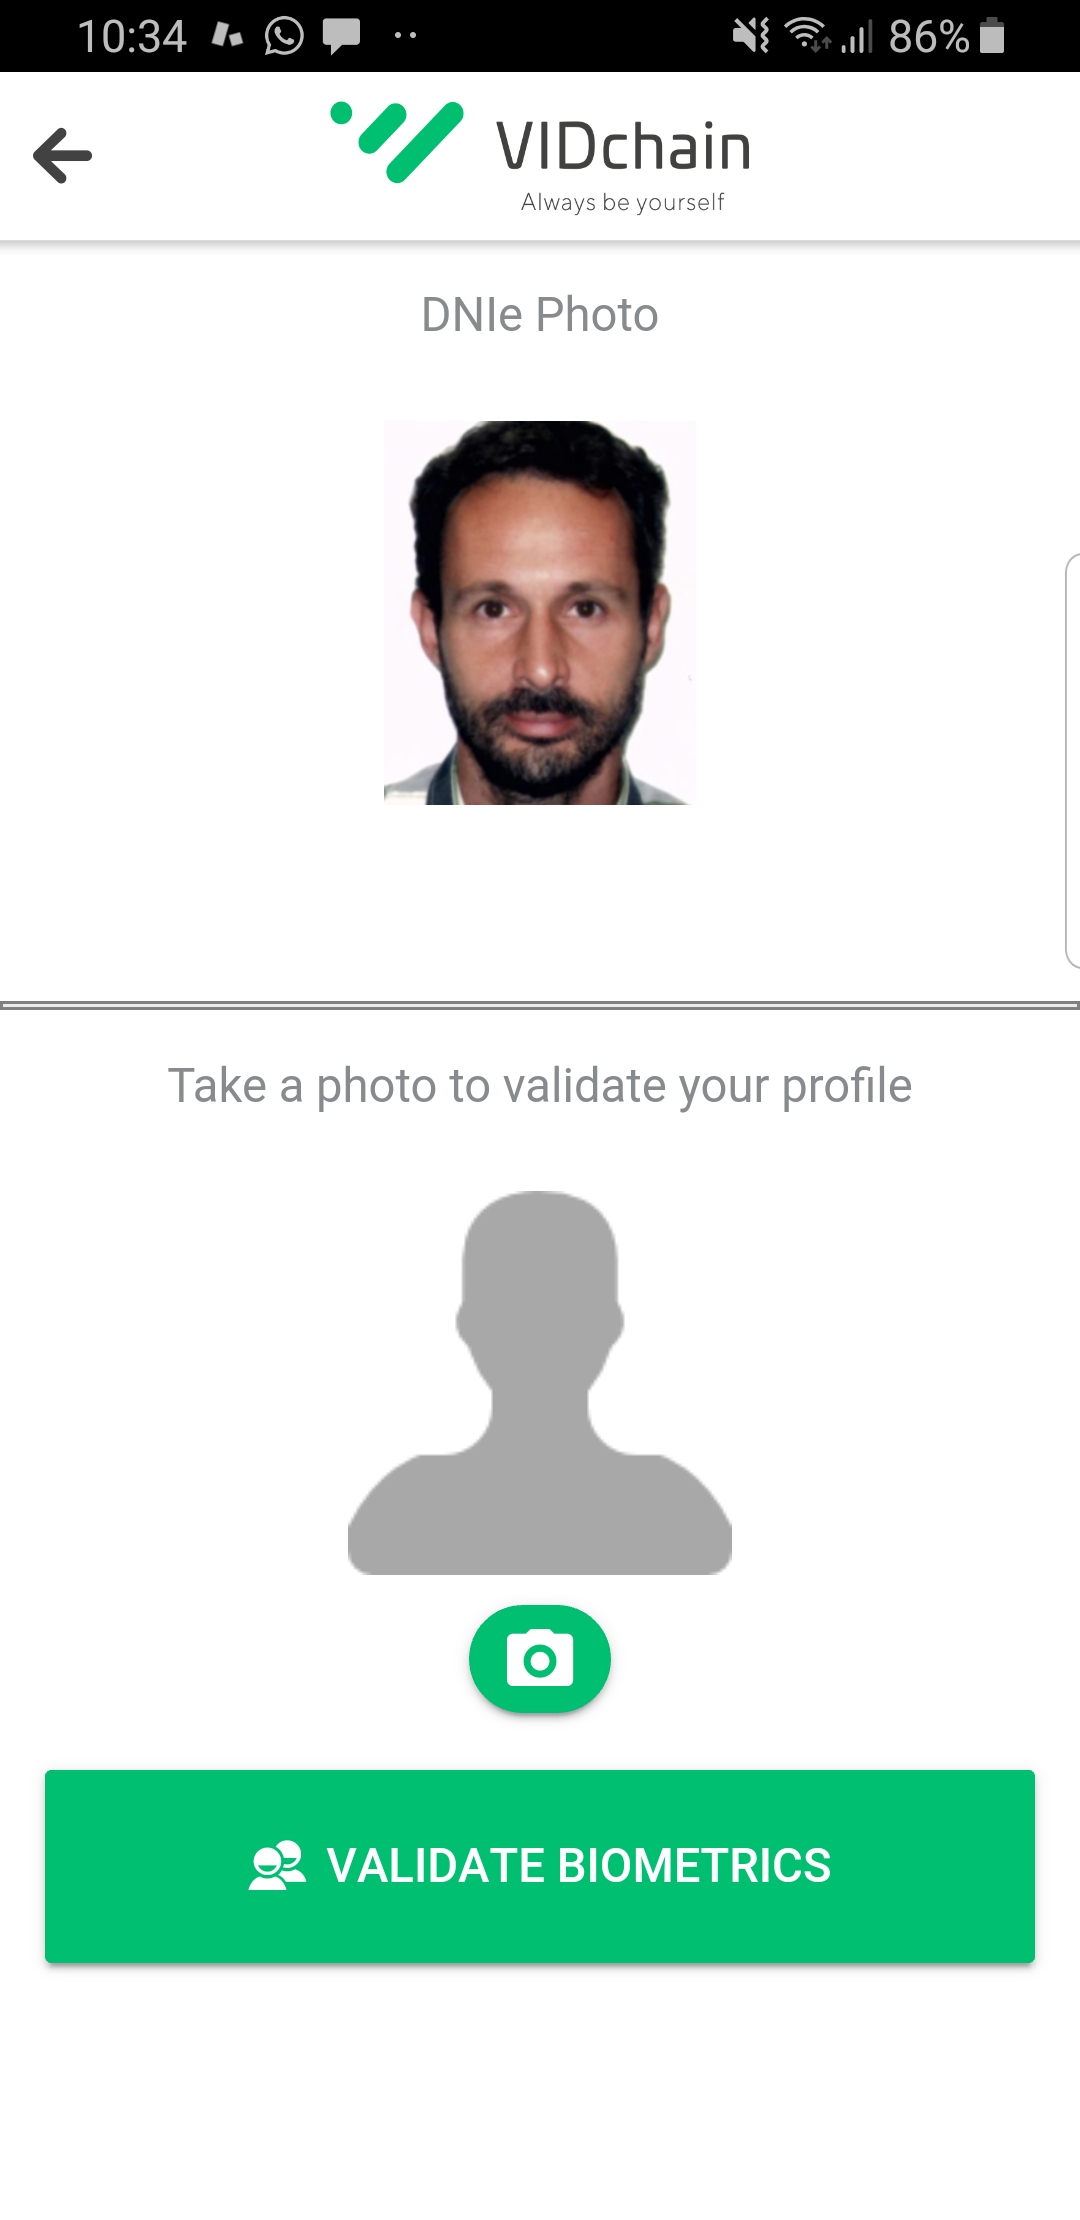 10:34 86%
VIDchain
Always be yourself
DNIe Photo
Take a photo to validate your profile
VALIDATE BIOMETRICS